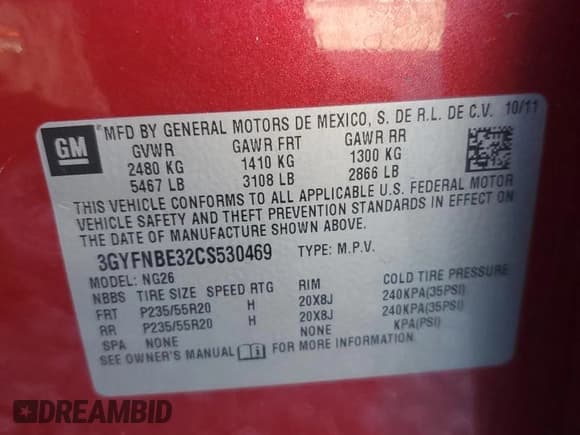 GM
MFD BY GENERAL MOTORS DE MEXICO, S. DE R.L. DE C.V. 10/11
GVWR GAWR FRT GAWR RR
2480 KG 1410 KG 1300 KG
5467 LB 3108 LB 2866 LB
THIS VEHICLE CONFORMS TO ALL APPLICABLE U.S. FEDERAL MOTOR
VEHICLE SAFETY AND THEFT PREVENTION STANDARDS IN EFFECT ON
THE DATE OF MANUFACTURE SHOWN ABOVE.
3GYFNBE32CS530469 TYPE: M.P.V.
MODEL: NG26
NBBS TIRE SIZE SPEED RTG RIM COLD TIRE PRESSURE
FRT P235/55R20 H 20X8J 240KPA(35PSI)
RR P235/55R20 H 20X8J 240KPA(35PSI)
SPA NONE NONE KPA(PSI)
SEE OWNER'S MANUAL FOR MORE INFORMATION.
DREAMBID